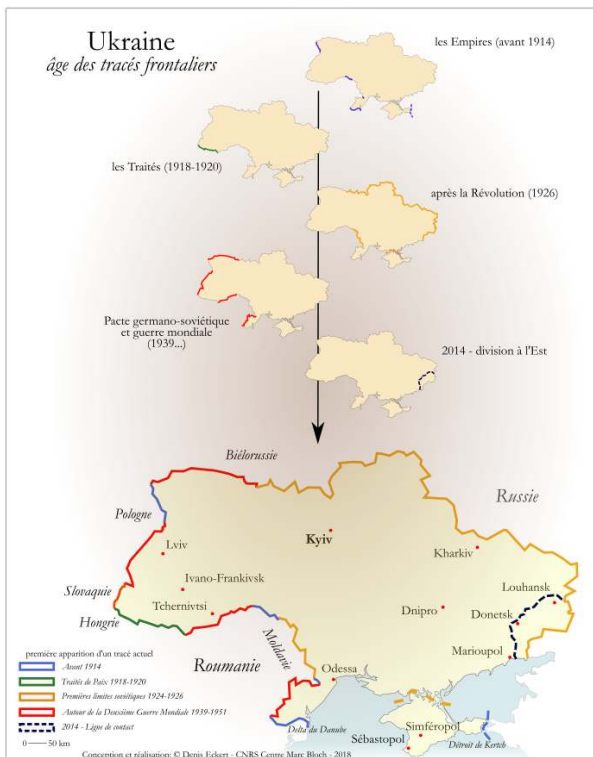 Ukraine
âge des tracés frontaliers
les Empires (avant 1914)
les Traités (1918-1920)
après la Révolution (1926)
Pacte germano-soviétique
et guerre mondiale
(1939...)
2014 - division à l'Est
Biélorussie
Russie
Pologne
Lviv
Kyiv
Kharkiv
Ivano-Frankivsk
Slovaquie
Louhansk
Tchernivtsi
Dnipro
Donetsk
Hongrie
Moldavie
Marioupol
Roumanie
Odessa
première apparition d'un tracé actuel
Avant 1914
Traités de Paix 1918-1920
Premières limites soviétiques 1924-1926
Autour de la Deuxième Guerre Mondiale 1939-1951
2014 - Ligne de contact
0 50 km
Delta du Danube
Simféropol
Sébastopol
Détroit de Kertch
Conception et réalisation: © Denis Eckert - CNRS Centre Marc Bloch - 2018